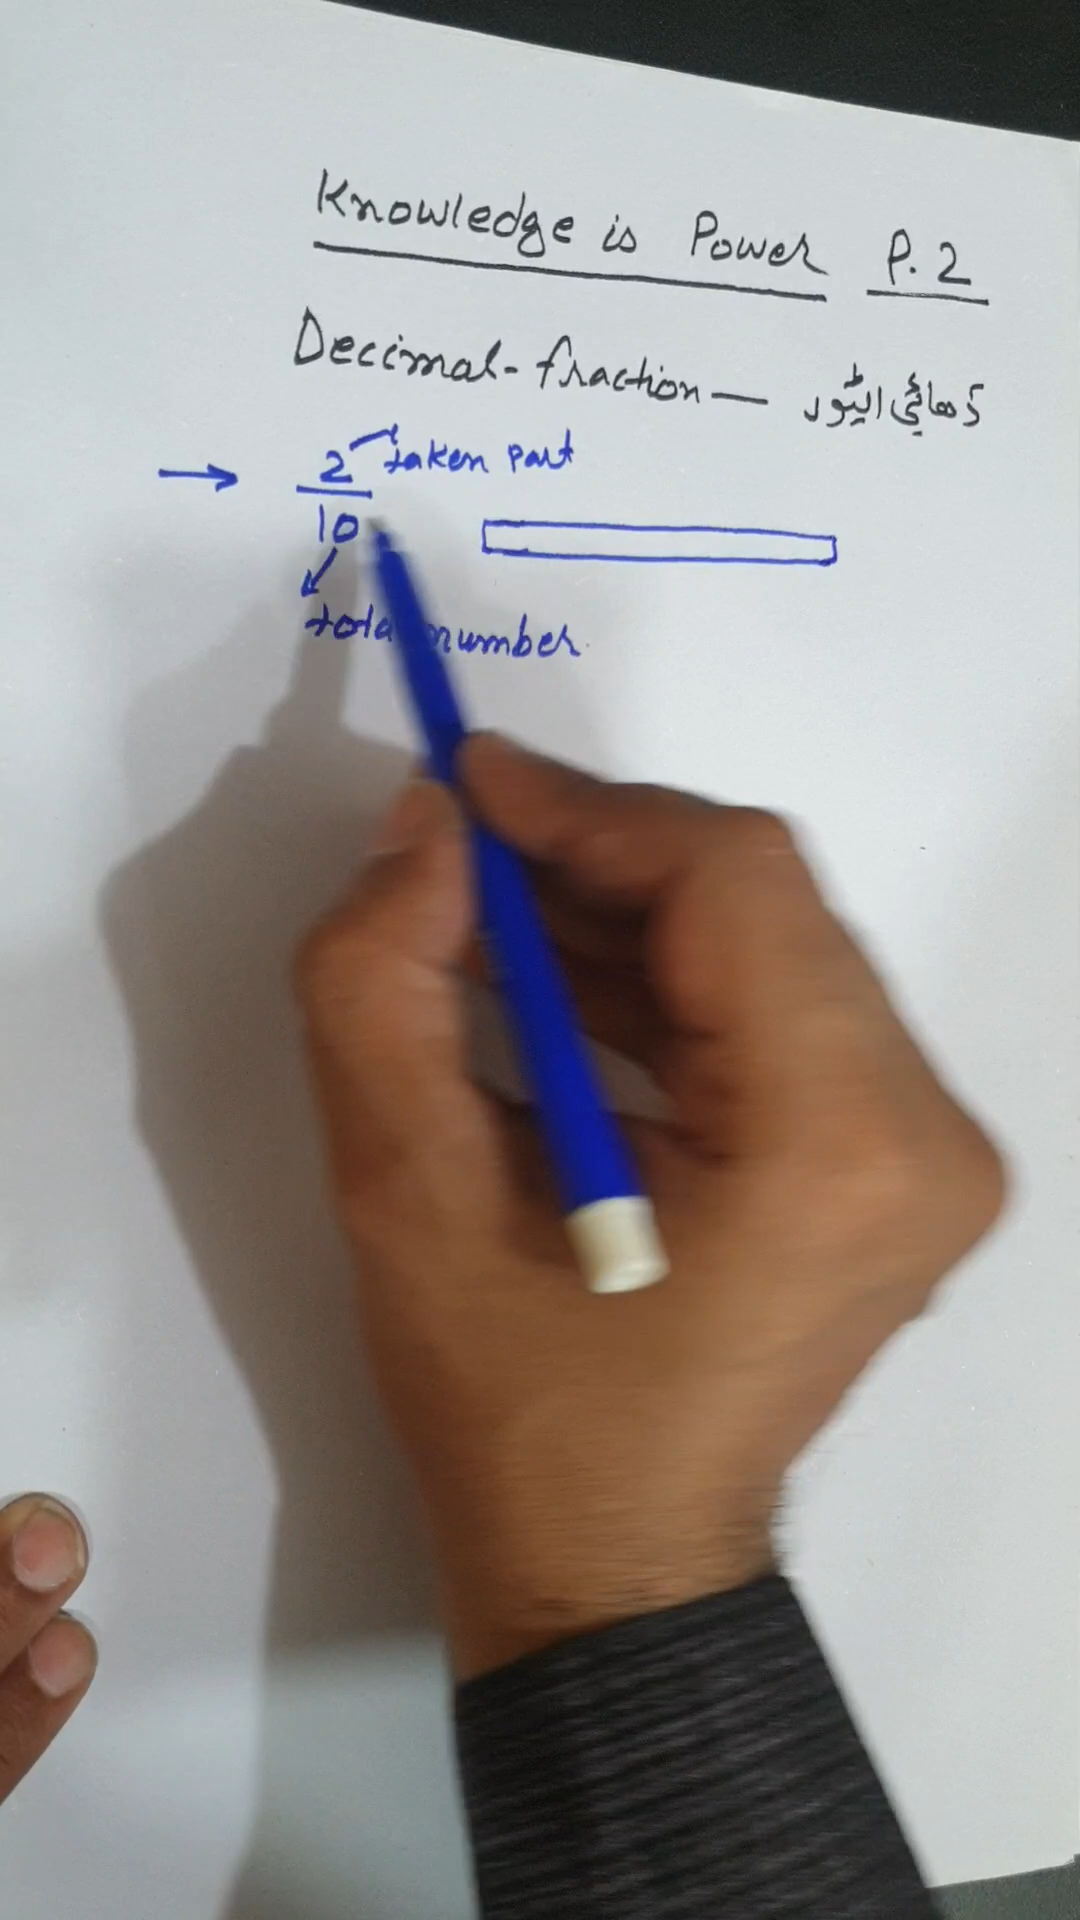 Knowledge is Power P.2
Decimal-fraction — ڈھائی ایٹور
→ 2 taken part
10
total number.